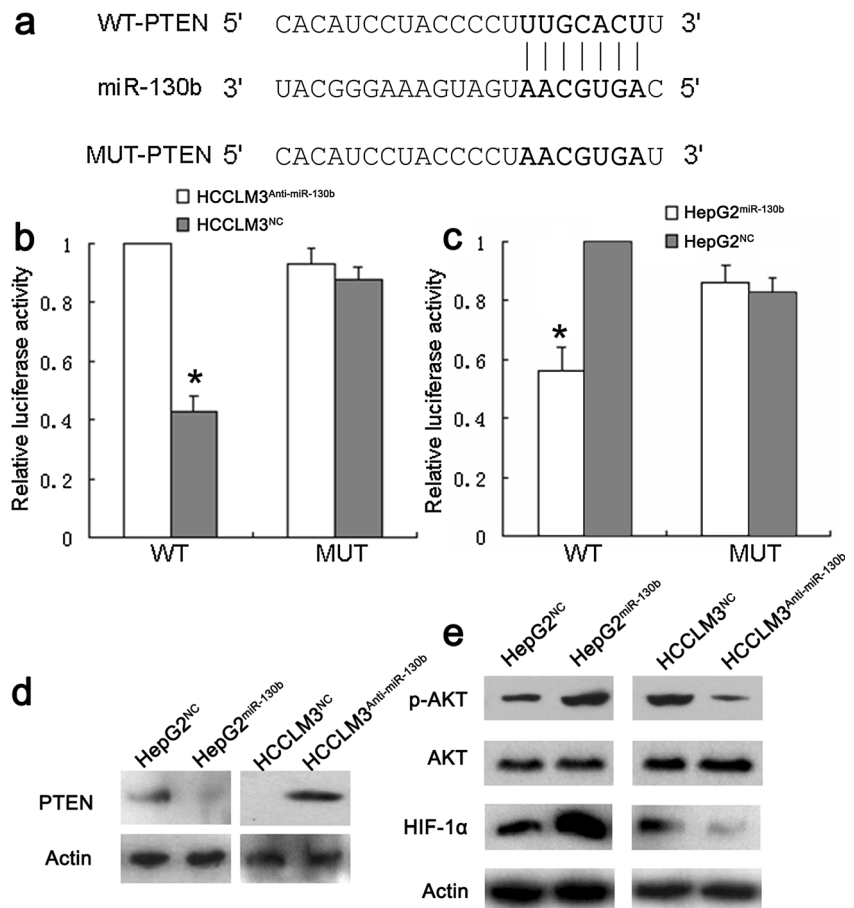 a
WT-PTEN 5' CACAUCCUACCCCUUUGCACUU 3'
miR-130b 3' UACGGGAAAGUAGUAACGUGAC 5'
MUT-PTEN 5' CACAUCCUACCCCUAACGUGAU 3'
b
HCCLM3Anti-miR-130b
HCCLM3NC
Relative luciferase activity
1
0.8
0.6
0.4
0.2
0
*
WT MUT
c
HepG2miR-130b
HepG2NC
Relative luciferase activity
1
0.8
0.6
0.4
0.2
0
*
WT MUT
d
HepG2NC HepG2miR-130b HCCLM3NC HCCLM3Anti-miR-130b
PTEN
Actin
e
HepG2NC HepG2miR-130b HCCLM3NC HCCLM3Anti-miR-130b
p-AKT
AKT
HIF-1α
Actin